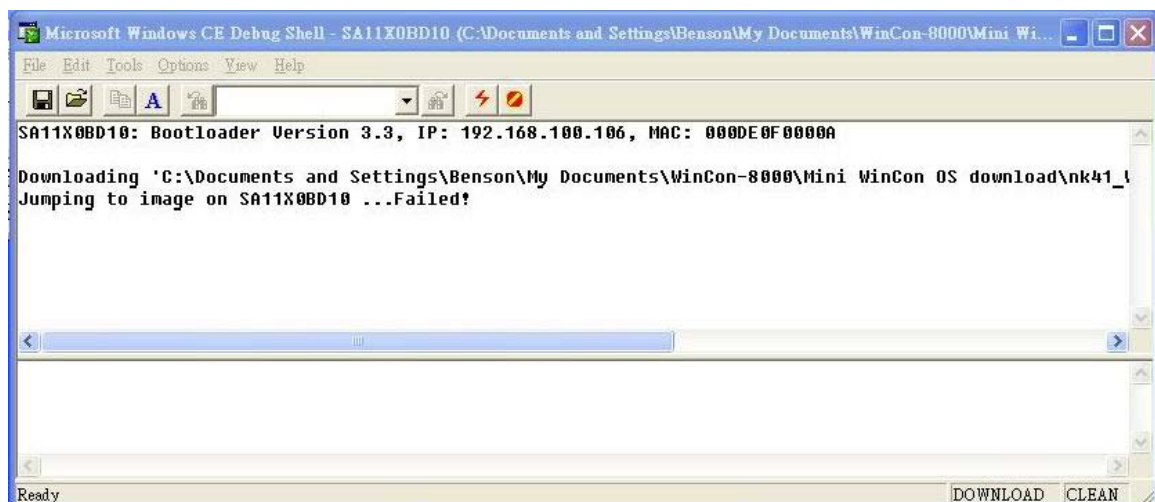 Microsoft Windows CE Debug Shell - SA11X0BD10 (C:\Documents and Settings\Benson\My Documents\WinCon-8000\Mini Wi...
File Edit Tools Options View Help
A
SA11X0BD10: Bootloader Version 3.3, IP: 192.168.100.106, MAC: 000DE0F0000A
Downloading 'C:\Documents and Settings\Benson\My Documents\WinCon-8000\Mini WinCon OS download\nk41_
Jumping to image on SA11X0BD10 ...Failed!
Ready DOWNLOAD CLEAN